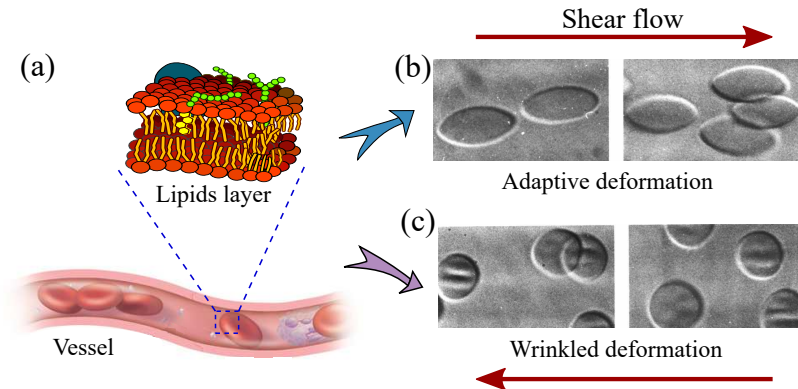 Shear flow
(a)
(b)
Lipids layer
Adaptive deformation
(c)
Vessel
Wrinkled deformation